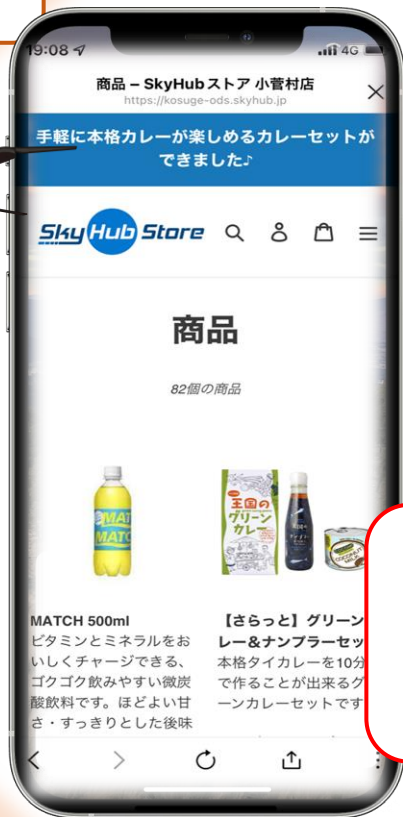 19:08
4G
商品 – SkyHubストア 小菅村店
https://kosuge-ods.skyhub.jp
手軽に本格カレーが楽しめるカレーセットが
できました♪
SkyHub Store
商品
82個の商品
MATCH
王国の
グリーン
カレー
COCONUT
MATCH 500ml
ビタミンとミネラルをお
いしくチャージできる、
ゴクゴク飲みやすい微炭
酸飲料です。ほどよい甘
さ・すっきりとした後味
【さらっと】グリーン
レー&ナンプラーセッ
本格タイカレーを10分
で作ることが出来るグ
ーンカレーセットです